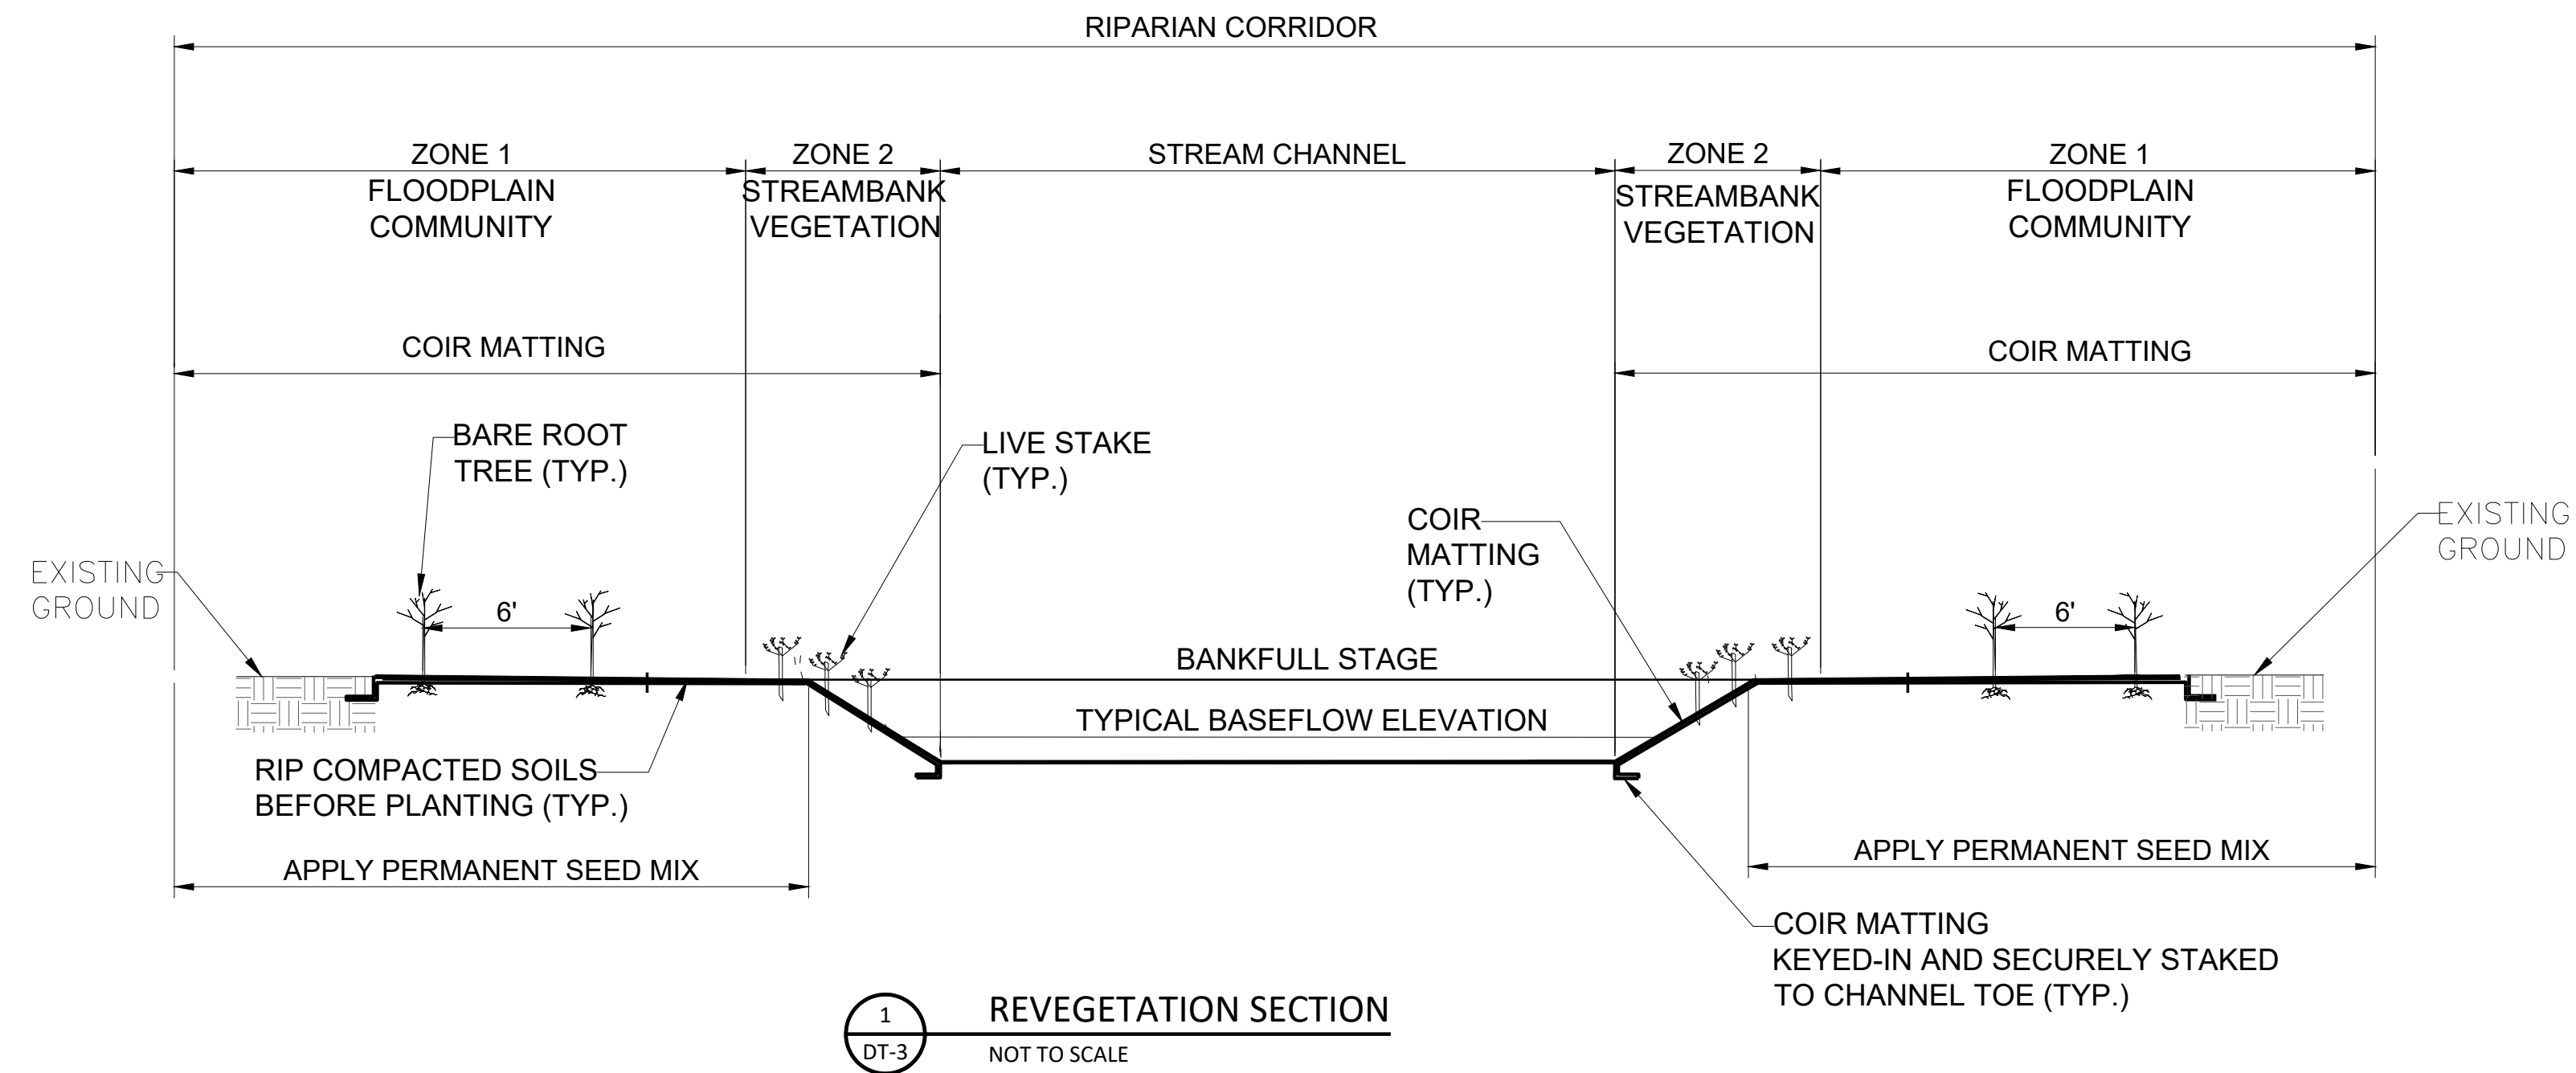 RIPARIAN CORRIDOR
ZONE 1
FLOODPLAIN
COMMUNITY
ZONE 2
STREAMBANK
VEGETATION
STREAM CHANNEL
ZONE 2
STREAMBANK
VEGETATION
ZONE 1
FLOODPLAIN
COMMUNITY
COIR MATTING
COIR MATTING
BARE ROOT
TREE (TYP.)
LIVE STAKE
(TYP.)
COIR
MATTING
(TYP.)
EXISTING
GROUND
EXISTING
GROUND
6'
6'
BANKFULL STAGE
TYPICAL BASEFLOW ELEVATION
RIP COMPACTED SOILS
BEFORE PLANTING (TYP.)
APPLY PERMANENT SEED MIX
APPLY PERMANENT SEED MIX
COIR MATTING
KEYED-IN AND SECURELY STAKED
TO CHANNEL TOE (TYP.)
1
DT-3
REVEGETATION SECTION
NOT TO SCALE